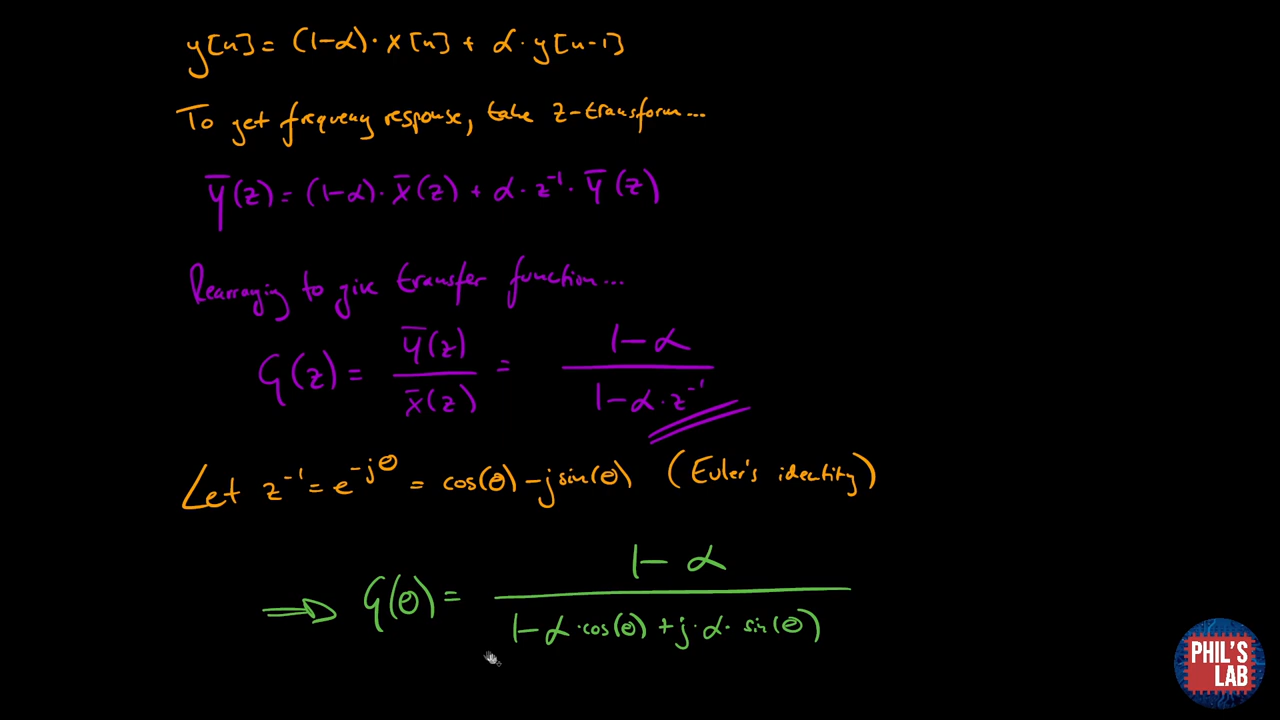 y[n] = (1-α)·x[n] + α·y[n-1]
To get frequency response, take z-transform...
Y̅(z) = (1-α)·X̅(z) + α·z⁻¹·Y̅(z)
Rearranging to give transfer function...
G(z) = Y̅(z) / X̅(z) = 1-α / 1-α·z⁻¹
Let z⁻¹ = e^-jθ = cos(θ) - j sin(θ) (Euler's identity)
⇒ G(θ) = 1-α / 1-α·cos(θ) + j·α·sin(θ)
PHIL'S
LAB